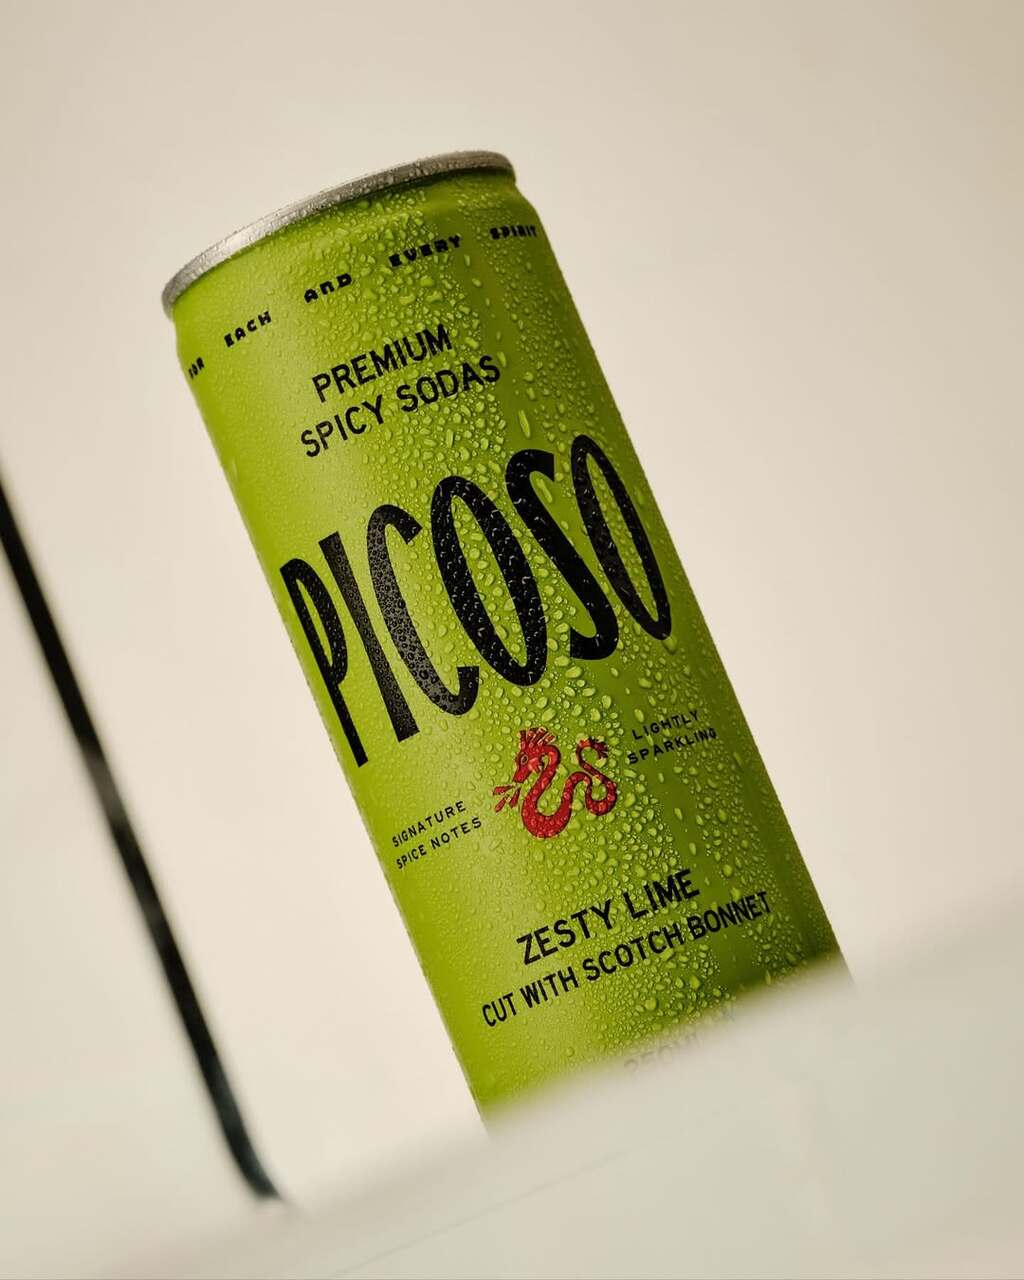 FOR EACH AND EVERY SPIRIT
PREMIUM
SPICY SODAS
PICOSO
LIGHTLY
SPARKLING
SIGNATURE
SPICE NOTES
ZESTY LIME
CUT WITH SCOTCH BONNET
250ML